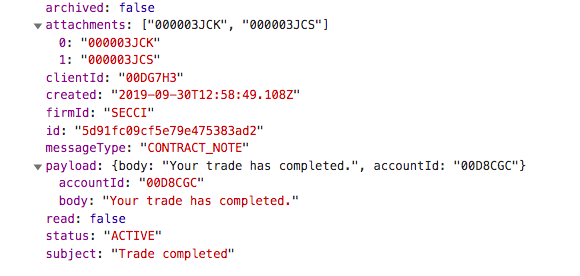 archived: false
attachments: ["000003JCK", "000003JCS"]
0: "000003JCK"
1: "000003JCS"
clientId: "00DG7H3"
created: "2019-09-30T12:58:49.108Z"
firmId: "SECCI"
id: "5d91fc09cf5e79e475383ad2"
messageType: "CONTRACT_NOTE"
payload: {body: "Your trade has completed.", accountId: "00D8CGC"}
accountId: "00D8CGC"
body: "Your trade has completed."
read: false
status: "ACTIVE"
subject: "Trade completed"